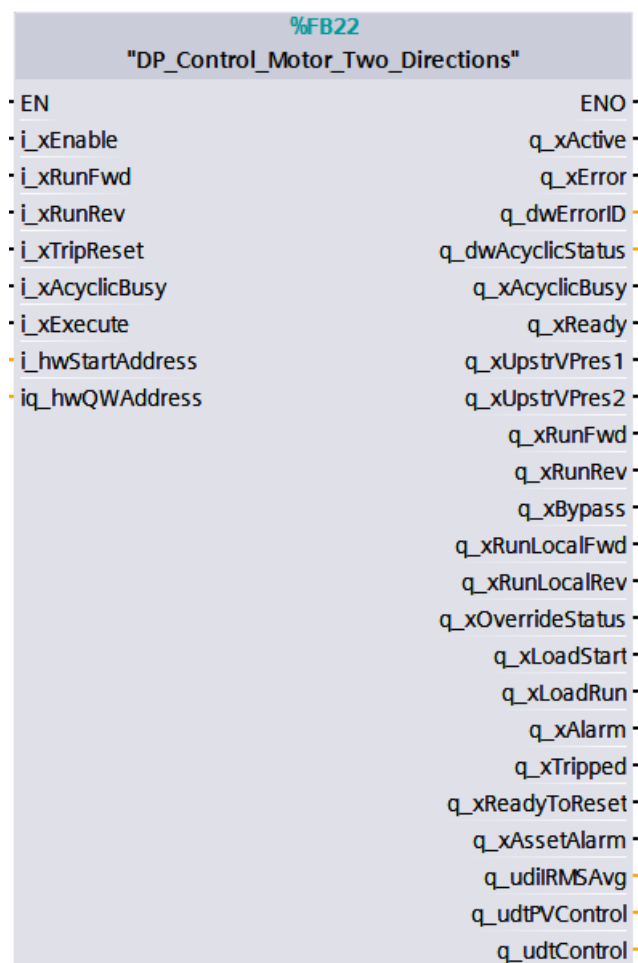 %FB22
"DP_Control_Motor_Two_Directions"
EN ENO
i_xEnable q_xActive
i_xRunFwd q_xError
i_xRunRev q_dwErrorID
i_xTripReset q_dwAcyclicStatus
i_xAcyclicBusy q_xAcyclicBusy
i_xExecute q_xReady
i_hwStartAddress q_xUpstrVPres1
iq_hwQWAddress q_xUpstrVPres2
q_xRunFwd
q_xRunRev
q_xBypass
q_xRunLocalFwd
q_xRunLocalRev
q_xOverrideStatus
q_xLoadStart
q_xLoadRun
q_xAlarm
q_xTripped
q_xReadyToReset
q_xAssetAlarm
q_udiIRMSAvg
q_udtPVControl
q_udtControl